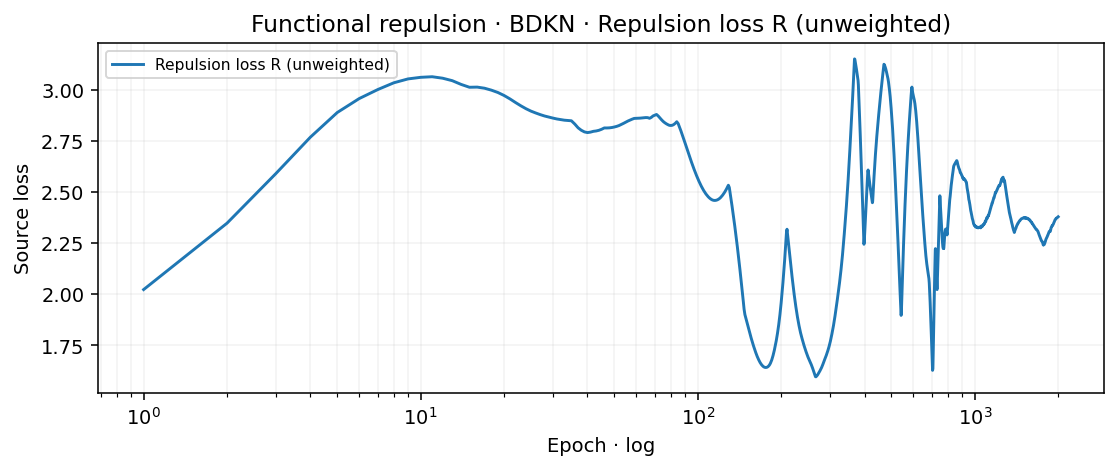 Functional repulsion · BDKN · Repulsion loss R (unweighted)
Repulsion loss R (unweighted)
Source loss
3.00
2.75
2.50
2.25
2.00
1.75
10⁰ 10¹ 10² 10³
Epoch · log